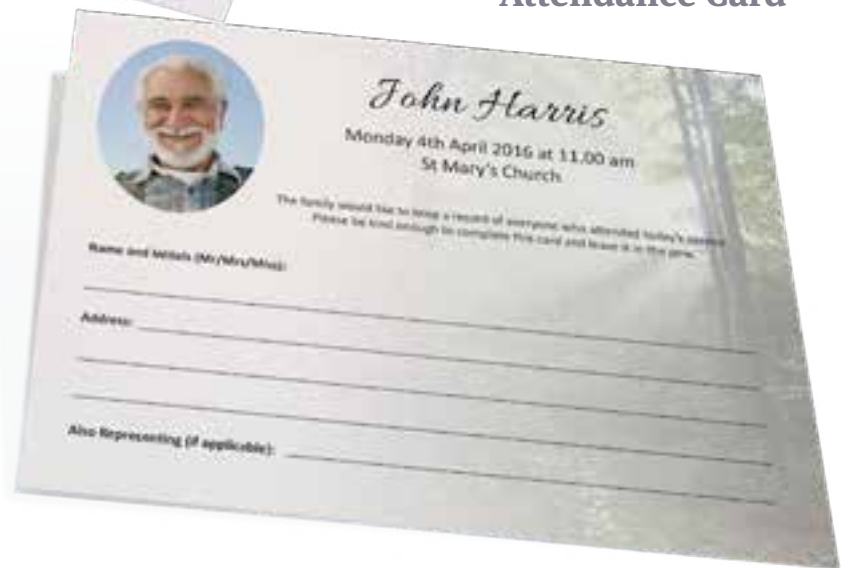 Attendance Card
John Harris
Monday 4th April 2016 at 11.00 am
St Mary's Church
The family would like to keep a record of everyone who attended today's service.
Please be kind enough to complete this card and leave it in the pew.
Name and Initials (Mr/Mrs/Miss):
Address:
Also Representing (if applicable):